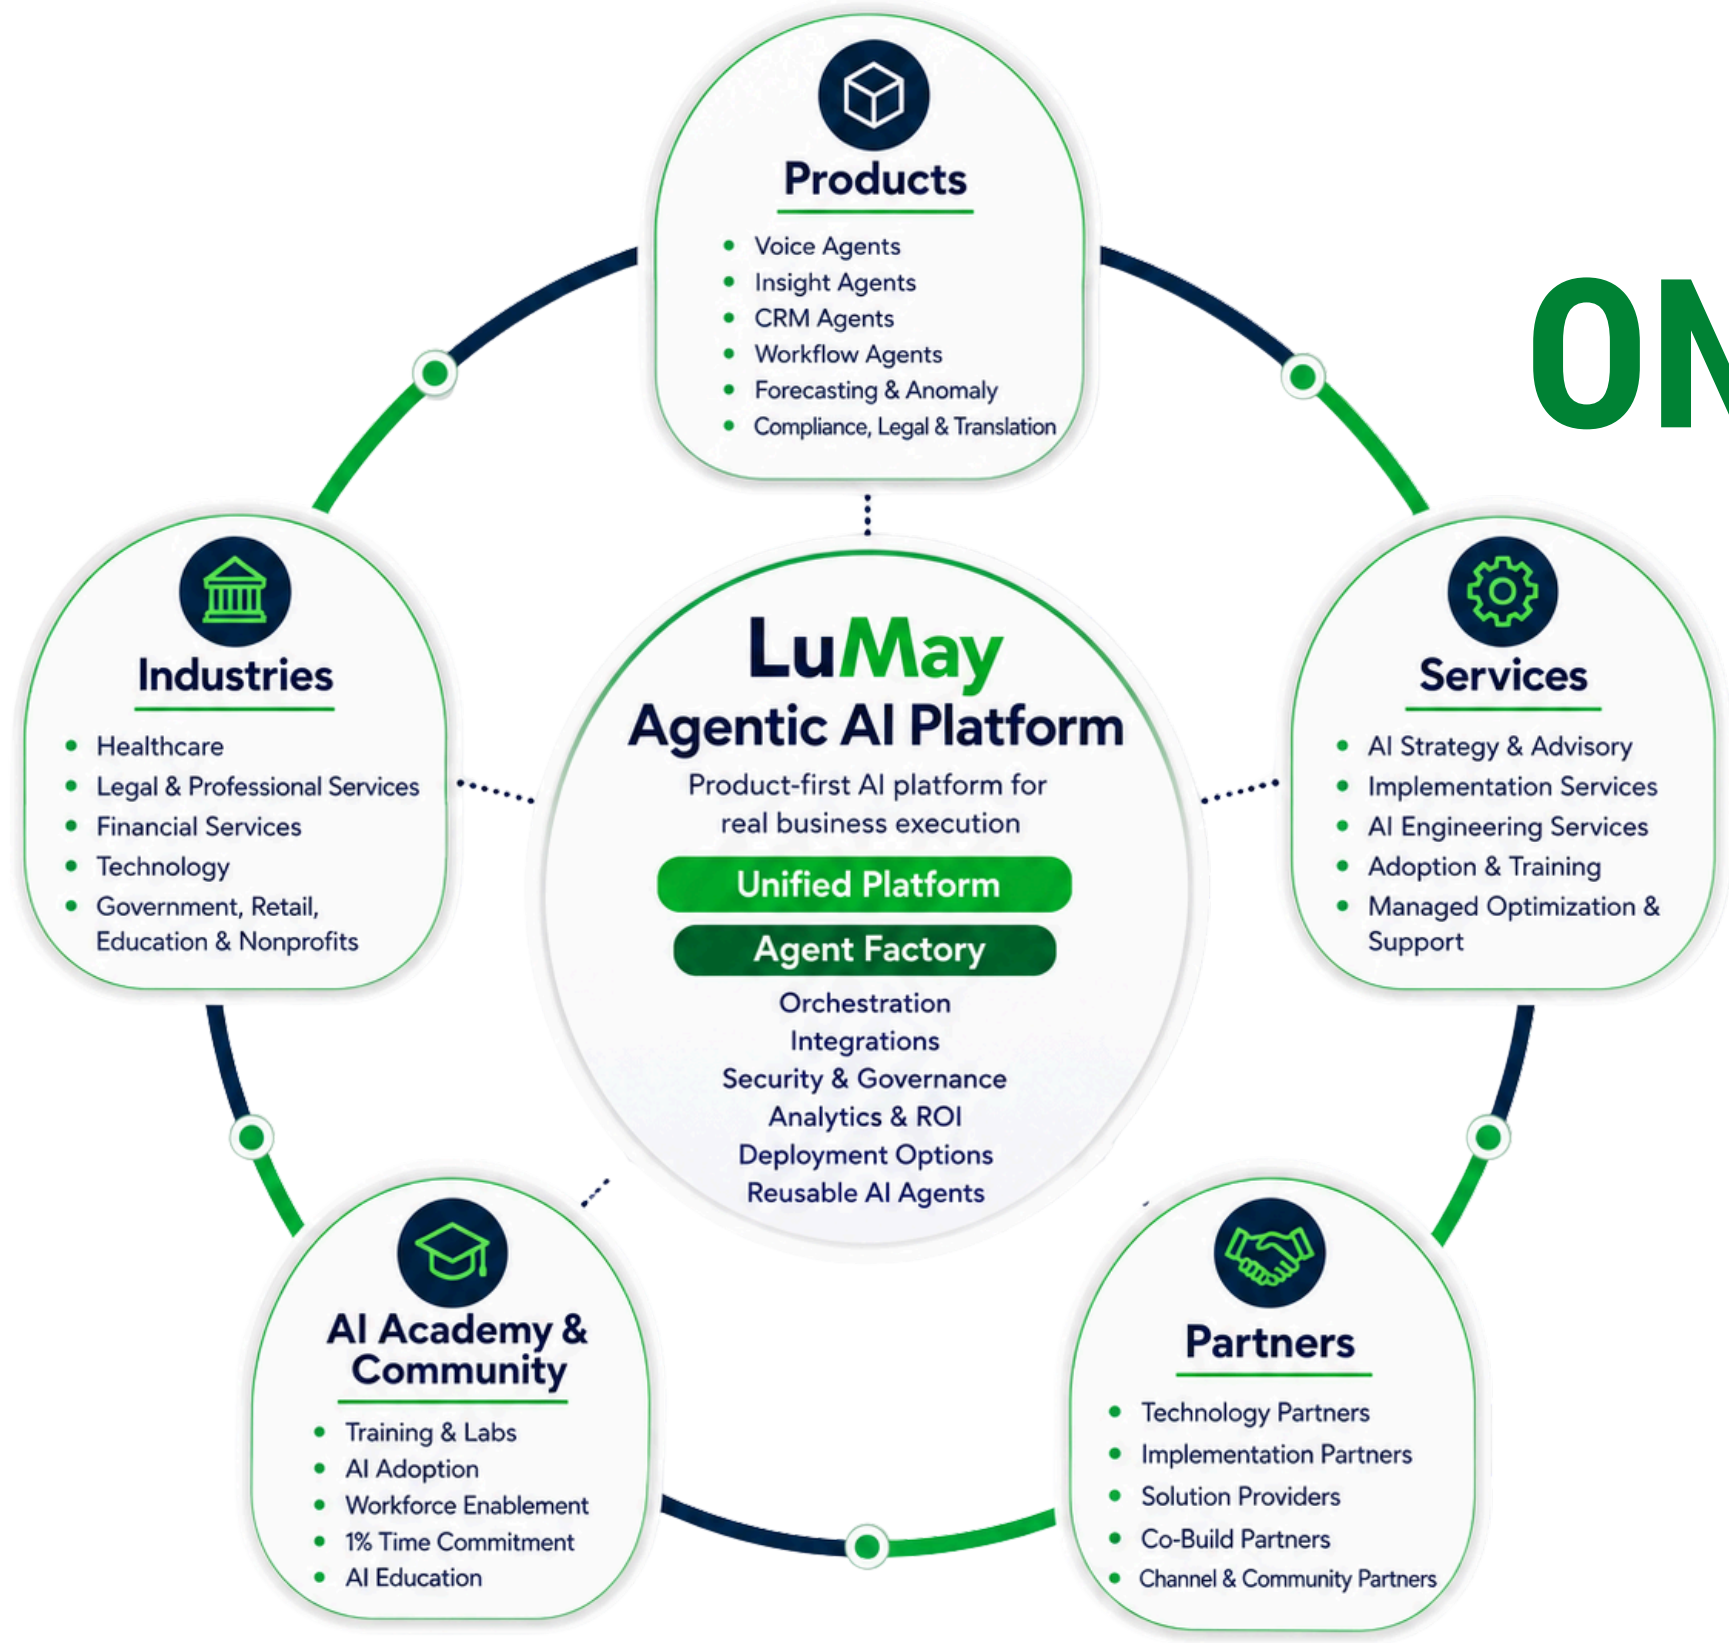 Products
Voice Agents
Insight Agents
CRM Agents
Workflow Agents
Forecasting & Anomaly
Compliance, Legal & Translation
Industries
Healthcare
Legal & Professional Services
Financial Services
Technology
Government, Retail,
Education & Nonprofits
LuMay
Agentic AI Platform
Product-first AI platform for
real business execution
Unified Platform
Agent Factory
Orchestration
Integrations
Security & Governance
Analytics & ROI
Deployment Options
Reusable AI Agents
Services
AI Strategy & Advisory
Implementation Services
AI Engineering Services
Adoption & Training
Managed Optimization &
Support
AI Academy &
Community
Training & Labs
AI Adoption
Workforce Enablement
1% Time Commitment
AI Education
Partners
Technology Partners
Implementation Partners
Solution Providers
Co-Build Partners
Channel & Community Partners